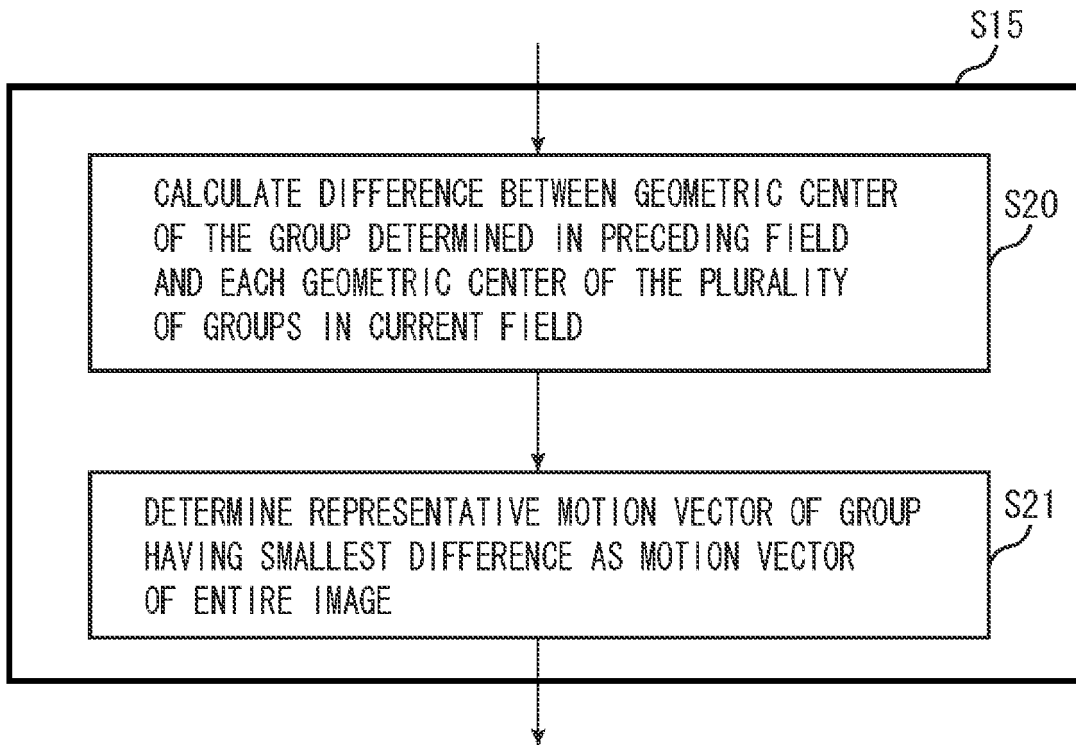 S15
CALCULATE DIFFERENCE BETWEEN GEOMETRIC CENTER
OF THE GROUP DETERMINED IN PRECEDING FIELD
AND EACH GEOMETRIC CENTER OF THE PLURALITY
OF GROUPS IN CURRENT FIELD
S20
DETERMINE REPRESENTATIVE MOTION VECTOR OF GROUP
HAVING SMALLEST DIFFERENCE AS MOTION VECTOR
OF ENTIRE IMAGE
S21